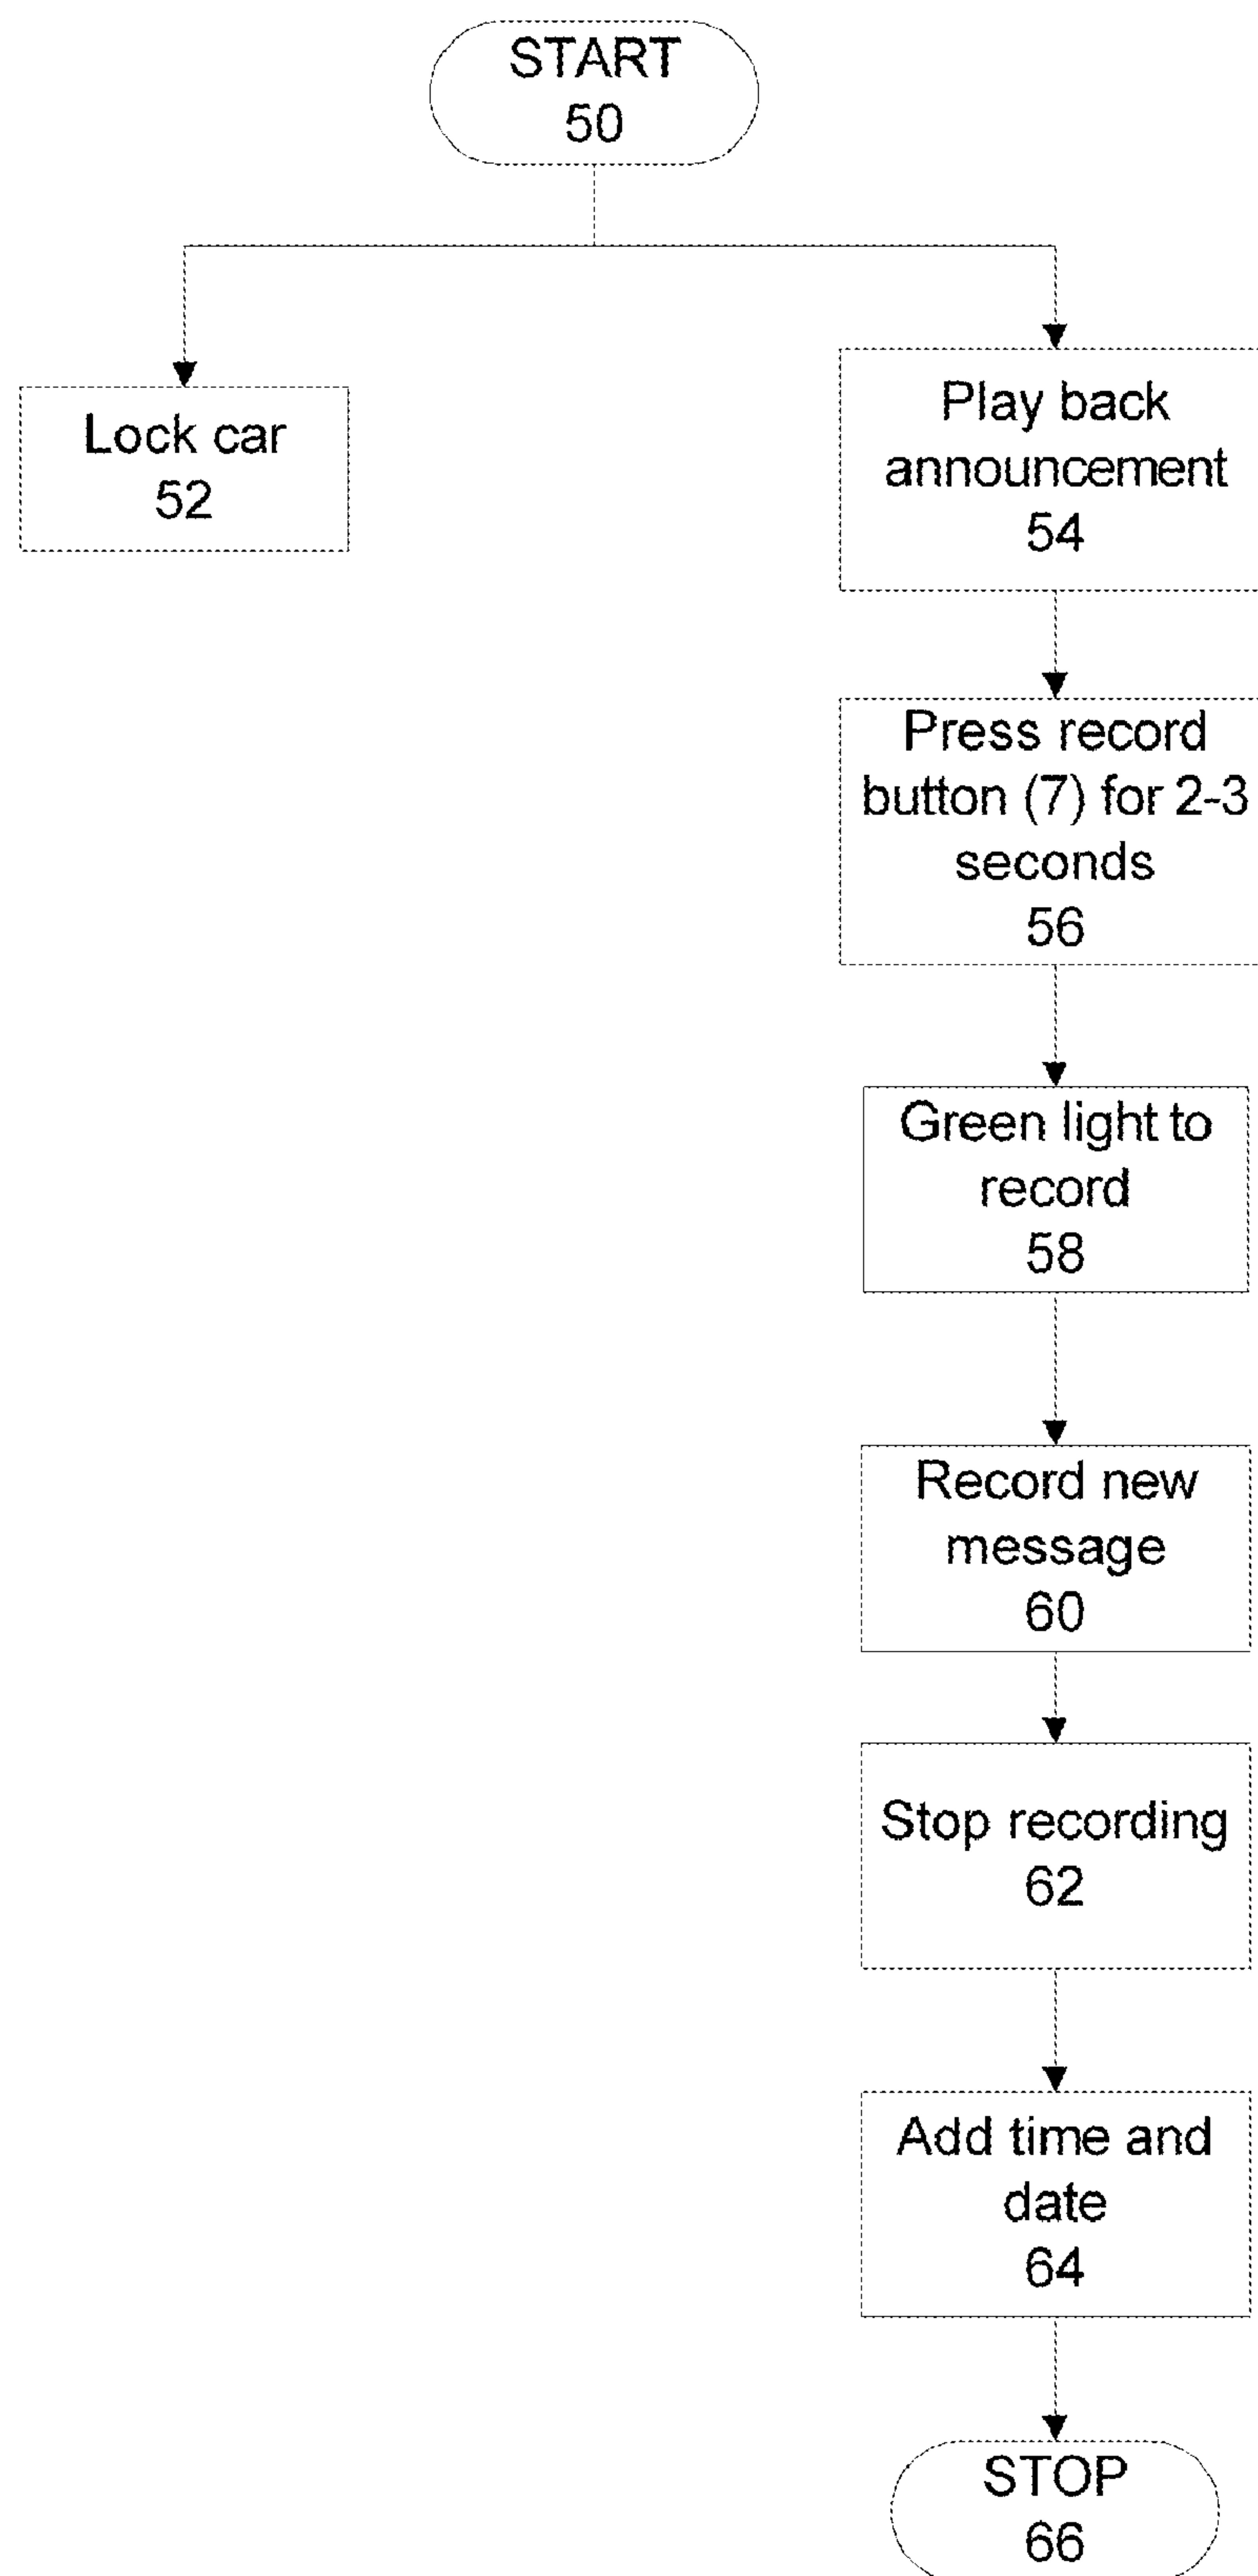 START
50
Lock car
52
Play back
announcement
54
Press record
button (7) for 2-3
seconds
56
Green light to
record
58
Record new
message
60
Stop recording
62
Add time and
date
64
STOP
66